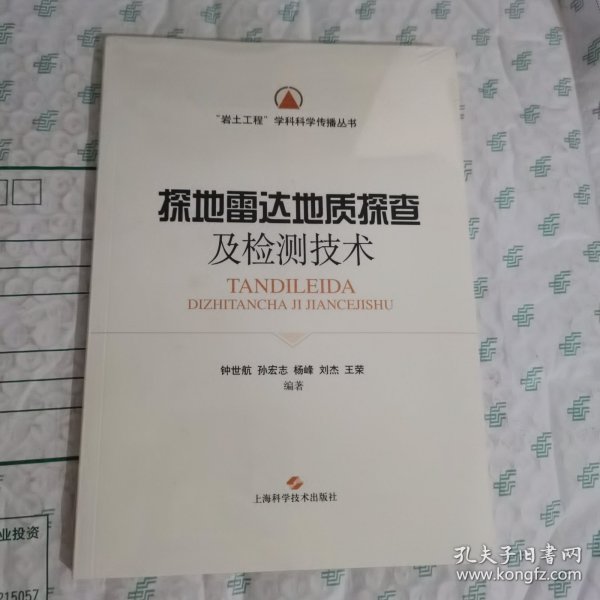 "岩土工程"学科科学传播丛书
探地雷达地质探查
及检测技术
TANDILEIDA
DIZHITANCHA JI JIANCEJISHU
钟世航 孙宏志 杨峰 刘杰 王荣
编著
上海科学技术出版社
业投资
215057
孔夫子旧书网
www.kongfz.com